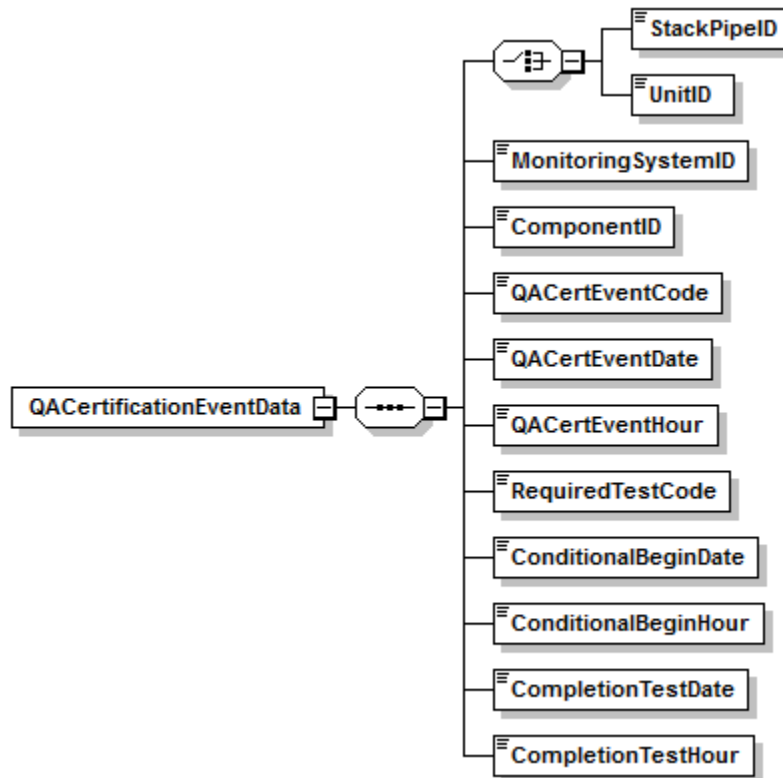 StackPipeID
UnitID
MonitoringSystemID
ComponentID
QACertEventCode
QACertEventDate
QACertificationEventData
QACertEventHour
RequiredTestCode
ConditionalBeginDate
ConditionalBeginHour
CompletionTestDate
CompletionTestHour